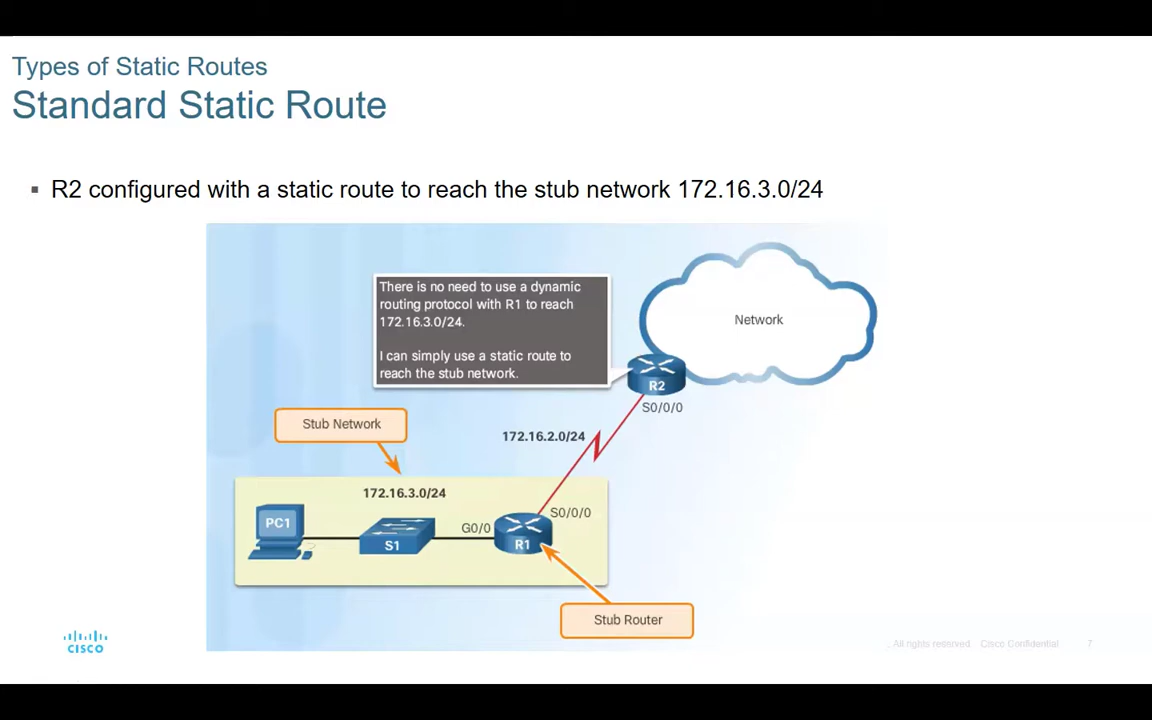 Types of Static Routes
Standard Static Route
▪ R2 configured with a static route to reach the stub network 172.16.3.0/24
There is no need to use a dynamic
routing protocol with R1 to reach
172.16.3.0/24.
I can simply use a static route to
reach the stub network.
Network
R2
S0/0/0
Stub Network
172.16.2.0/24
172.16.3.0/24
S0/0/0
PC1
S1
G0/0
R1
Stub Router
CISCO
. All rights reserved Cisco Confidential 7